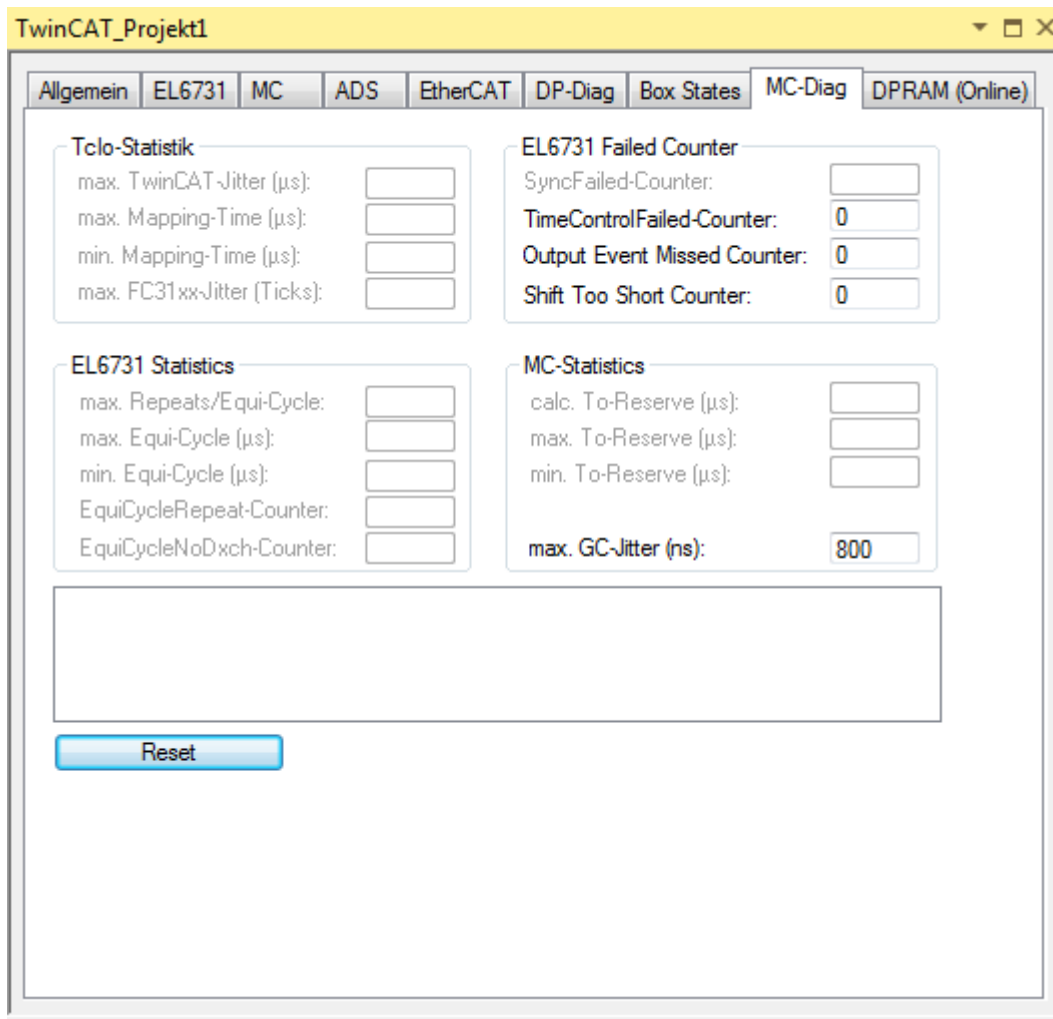 TwinCAT_Projekt1
Allgemein EL6731 MC ADS EtherCAT DP-Diag Box States MC-Diag DPRAM (Online)
TcIo-Statistik
max. TwinCAT-Jitter (µs):
max. Mapping-Time (µs):
min. Mapping-Time (µs):
max. FC31xx-Jitter (Ticks):
EL6731 Failed Counter
SyncFailed-Counter:
TimeControlFailed-Counter: 0
Output Event Missed Counter: 0
Shift Too Short Counter: 0
EL6731 Statistics
max. Repeats/Equi-Cycle:
max. Equi-Cycle (µs):
min. Equi-Cycle (µs):
EquiCycleRepeat-Counter:
EquiCycleNoDxch-Counter:
MC-Statistics
calc. To-Reserve (µs):
max. To-Reserve (µs):
min. To-Reserve (µs):
max. GC-Jitter (ns): 800
Reset